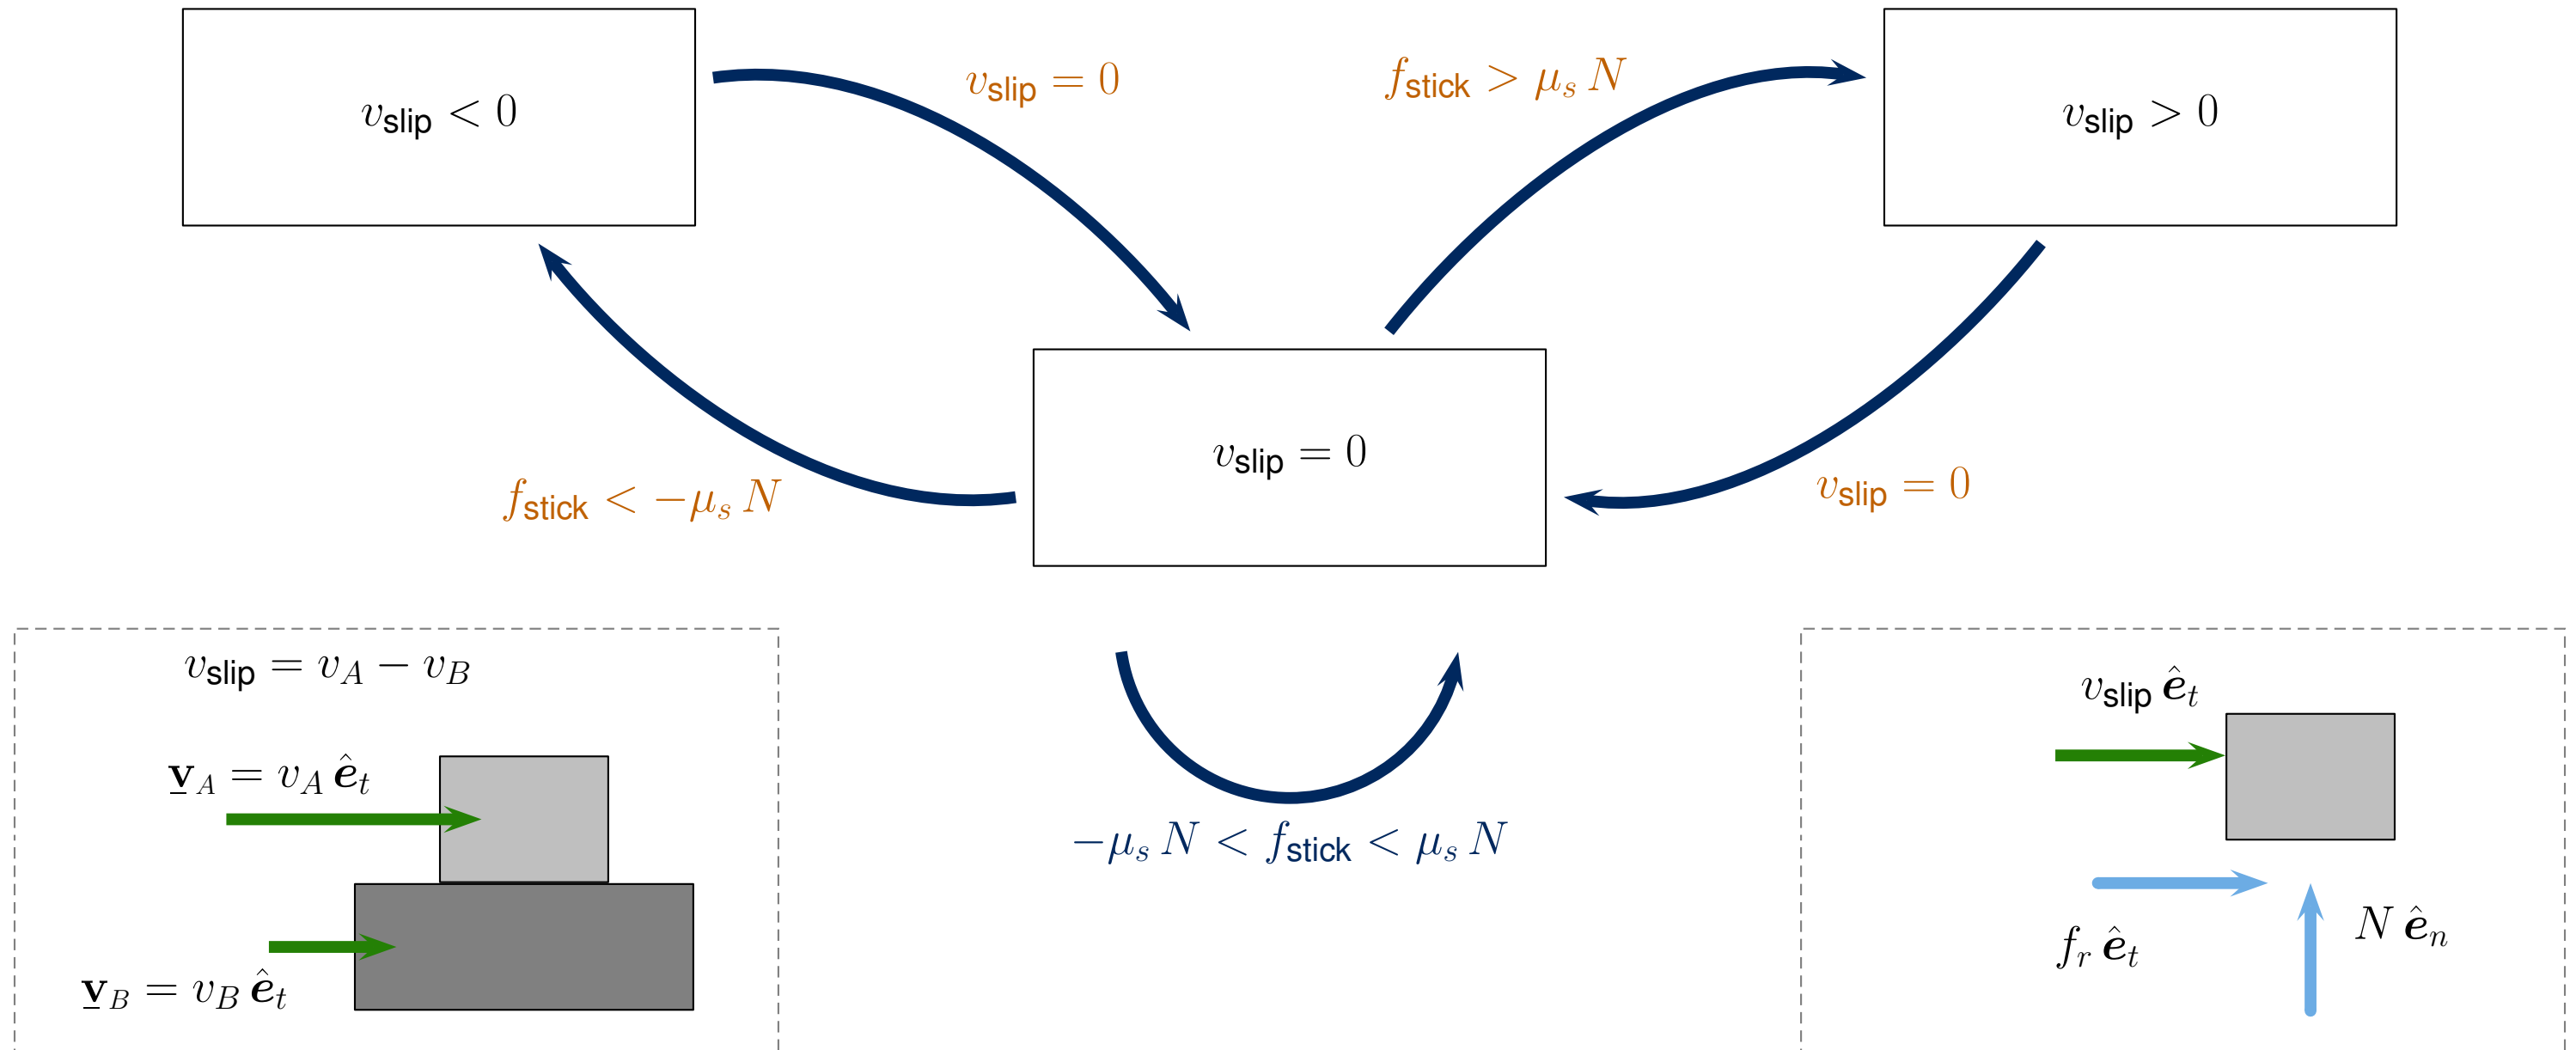 v_slip < 0
v_slip = 0
f_stick > μ_s N
v_slip > 0
v_slip = 0
f_stick < −μ_s N
v_slip = 0
−μ_s N < f_stick < μ_s N
v_slip = v_A − v_B
v_A = v_A ê_t
v_B = v_B ê_t
v_slip ê_t
f_r ê_t
N ê_n